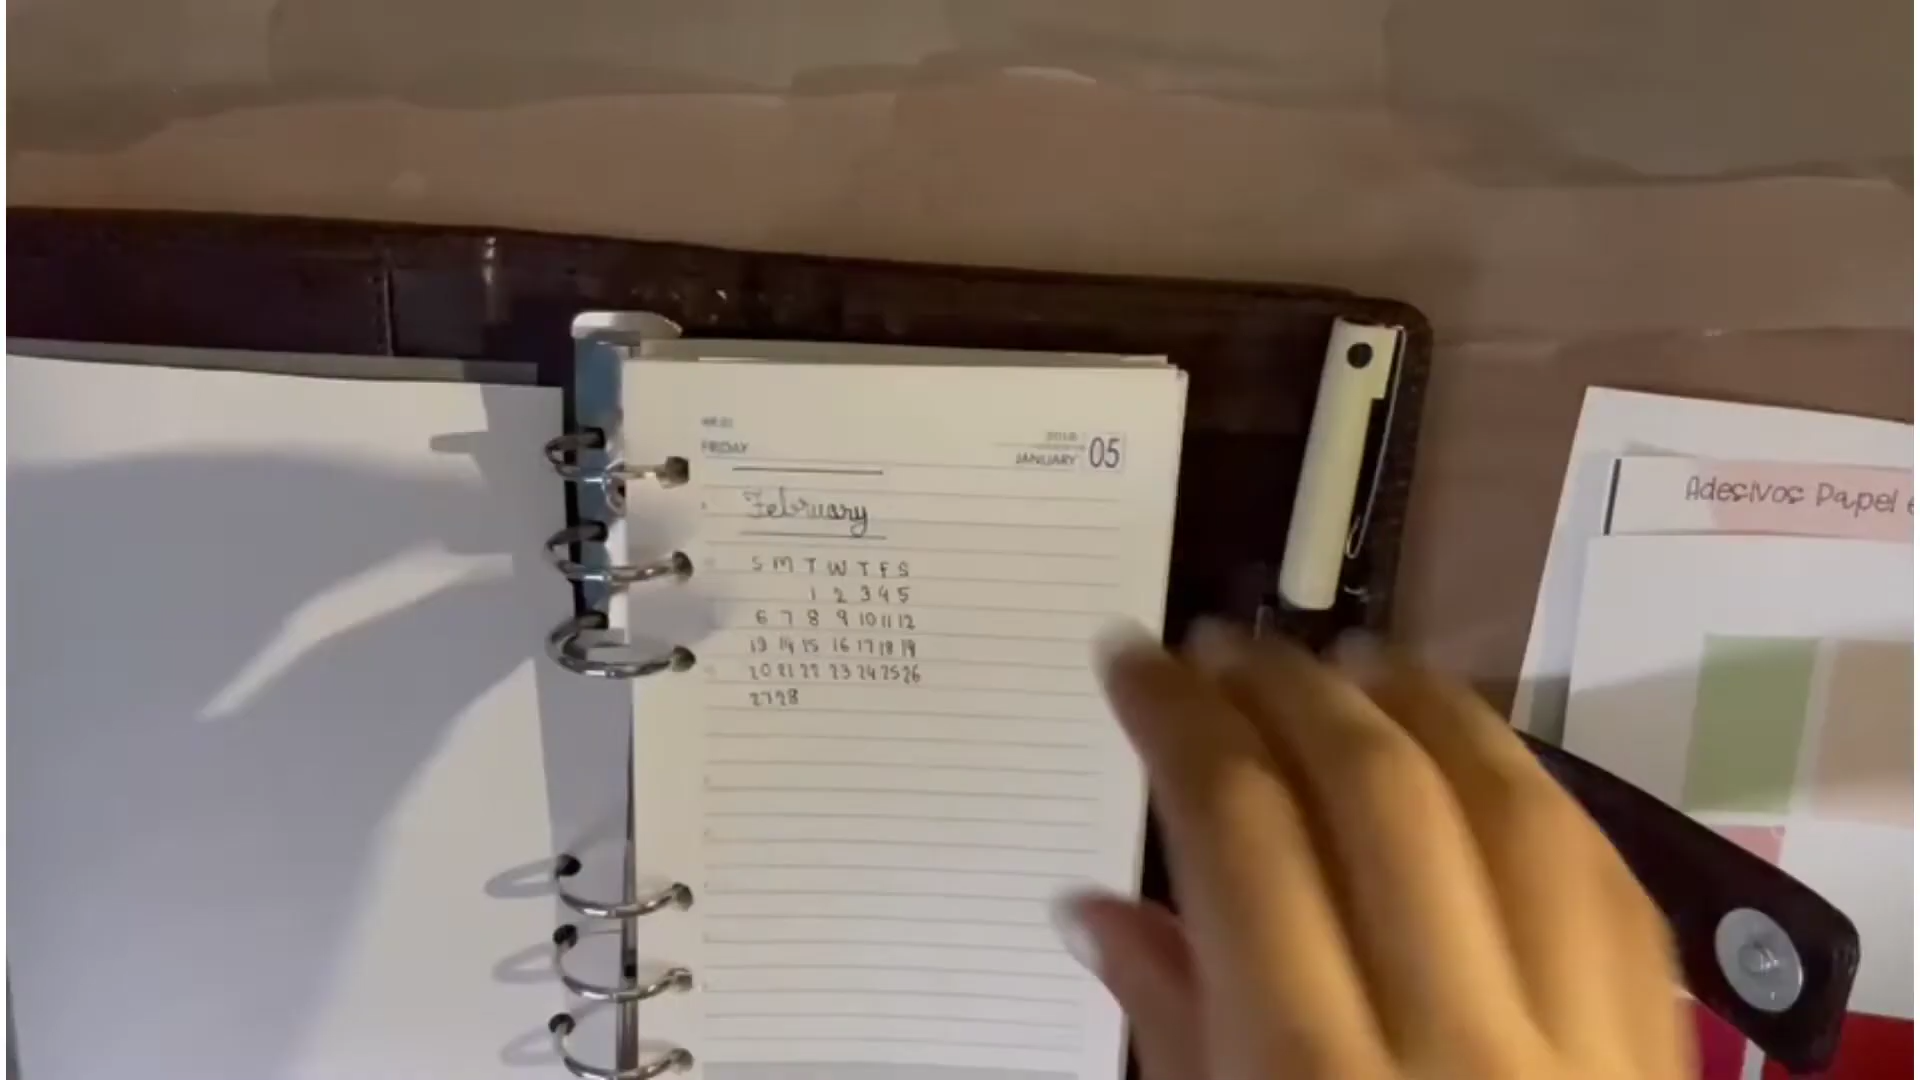 FRIDAY
2018
JANUARY 05
February
S M T W T F S
1 2 3 4 5
6 7 8 9 10 11 12
13 14 15 16 17 18 19
20 21 22 23 24 25 26
27 28
Adesivos Papel